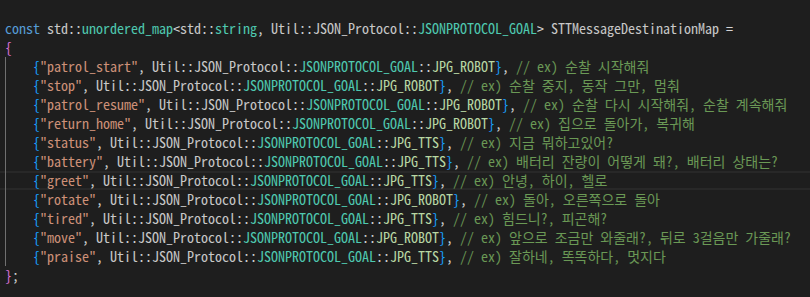 const std::unordered_map<std::string, Util::JSON_Protocol::JSONPROTOCOL_GOAL> STTMessageDestinationMap =
{
    {"patrol_start", Util::JSON_Protocol::JSONPROTOCOL_GOAL::JPG_ROBOT}, // ex) 순찰 시작해줘
    {"stop", Util::JSON_Protocol::JSONPROTOCOL_GOAL::JPG_ROBOT}, // ex) 순찰 중지, 동작 그만, 멈춰
    {"patrol_resume", Util::JSON_Protocol::JSONPROTOCOL_GOAL::JPG_ROBOT}, // ex) 순찰 다시 시작해줘, 순찰 계속해줘
    {"return_home", Util::JSON_Protocol::JSONPROTOCOL_GOAL::JPG_ROBOT}, // ex) 집으로 돌아가, 복귀해
    {"status", Util::JSON_Protocol::JSONPROTOCOL_GOAL::JPG_TTS}, // ex) 지금 뭐하고있어?
    {"battery", Util::JSON_Protocol::JSONPROTOCOL_GOAL::JPG_TTS}, // ex) 배터리 잔량이 어떻게 돼?, 배터리 상태는?
    {"greet", Util::JSON_Protocol::JSONPROTOCOL_GOAL::JPG_TTS}, // ex) 안녕, 하이, 헬로
    {"rotate", Util::JSON_Protocol::JSONPROTOCOL_GOAL::JPG_ROBOT}, // ex) 돌아, 오른쪽으로 돌아
    {"tired", Util::JSON_Protocol::JSONPROTOCOL_GOAL::JPG_TTS}, // ex) 힘드니?, 피곤해?
    {"move", Util::JSON_Protocol::JSONPROTOCOL_GOAL::JPG_ROBOT}, // ex) 앞으로 조금만 와줄래?, 뒤로 3걸음만 가줄래?
    {"praise", Util::JSON_Protocol::JSONPROTOCOL_GOAL::JPG_TTS}, // ex) 잘하네, 똑똑하다, 멋지다
};